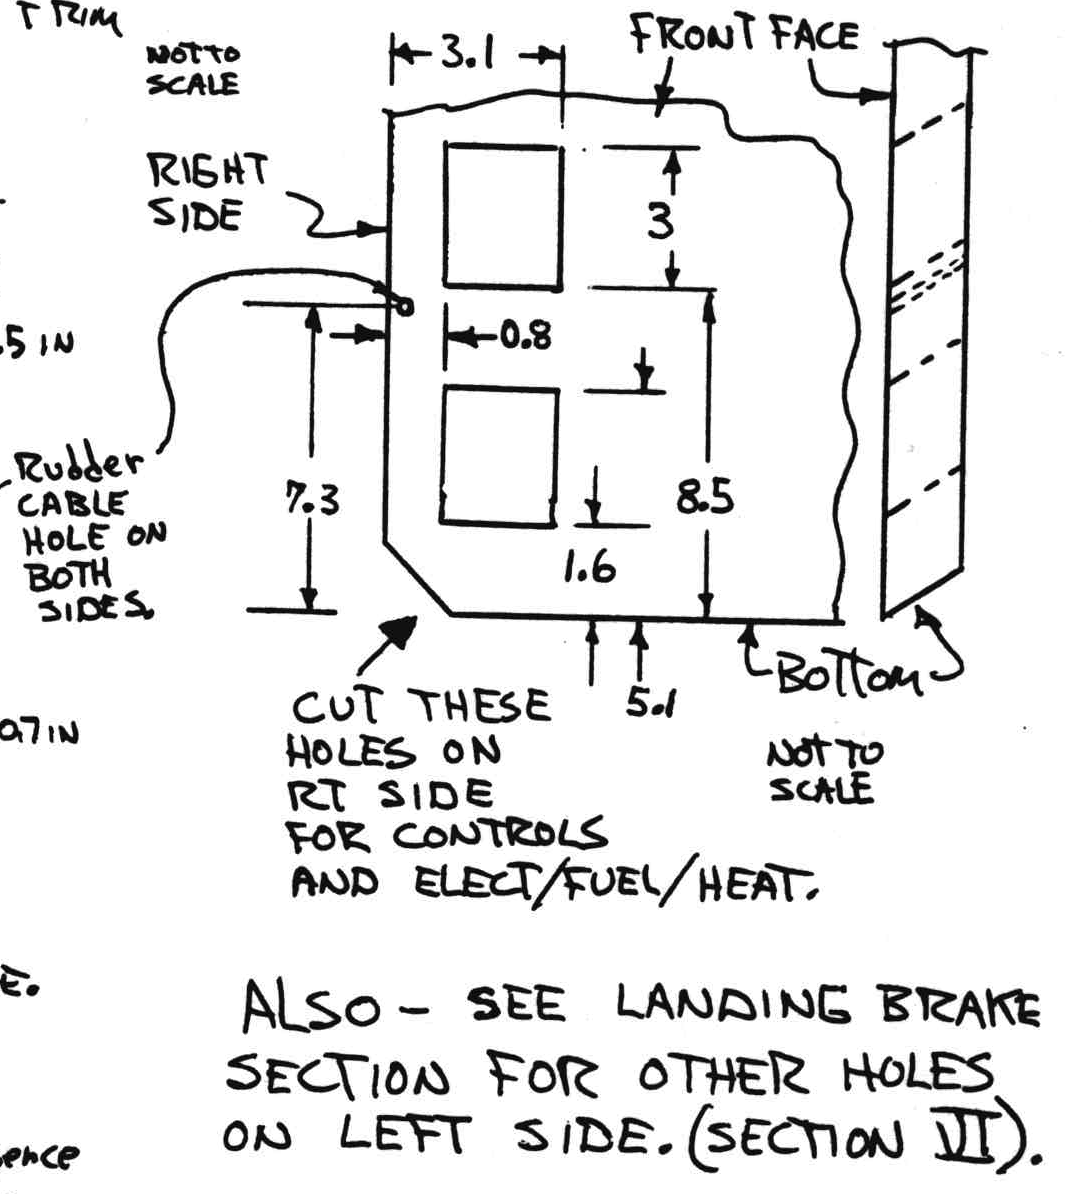 TRIM
NOT TO
SCALE
3.1
FRONT FACE
RIGHT
SIDE
3
.5 IN
0.8
Rudder
CABLE
HOLE ON
BOTH
SIDES.
7.3
8.5
1.6
5.1
Bottom
0.7 IN
CUT THESE
HOLES ON
RT SIDE
FOR CONTROLS
AND ELECT/FUEL/HEAT.
NOT TO
SCALE
E.
ALSO - SEE LANDING BRAKE
SECTION FOR OTHER HOLES
ON LEFT SIDE. (SECTION VI).
ence